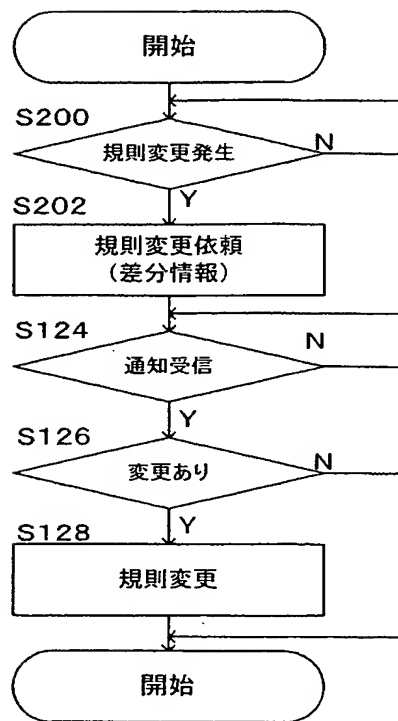 開始
S200
規則変更発生
N
Y
S202
規則変更依頼
(差分情報)
S124
通知受信
N
Y
S126
変更あり
N
Y
S128
規則変更
開始